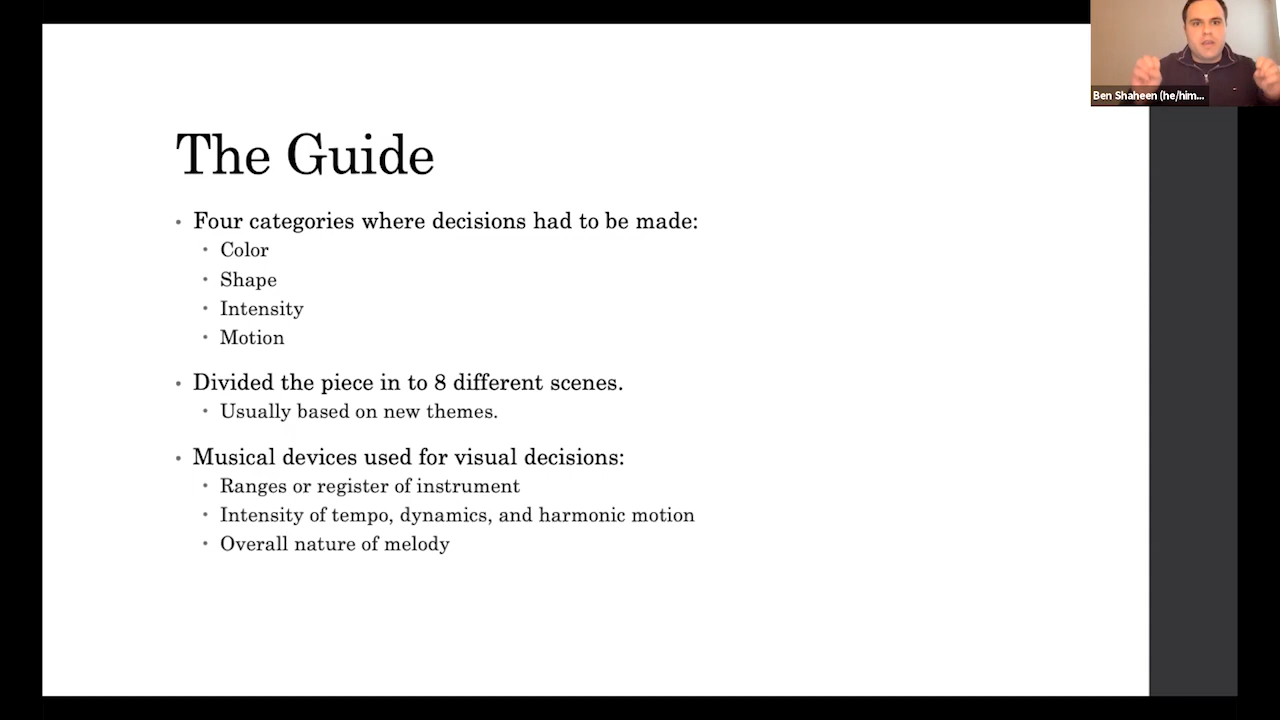 Ben Shaheen (he/him...
The Guide
• Four categories where decisions had to be made:
• Color
• Shape
• Intensity
• Motion
• Divided the piece in to 8 different scenes.
• Usually based on new themes.
• Musical devices used for visual decisions:
• Ranges or register of instrument
• Intensity of tempo, dynamics, and harmonic motion
• Overall nature of melody